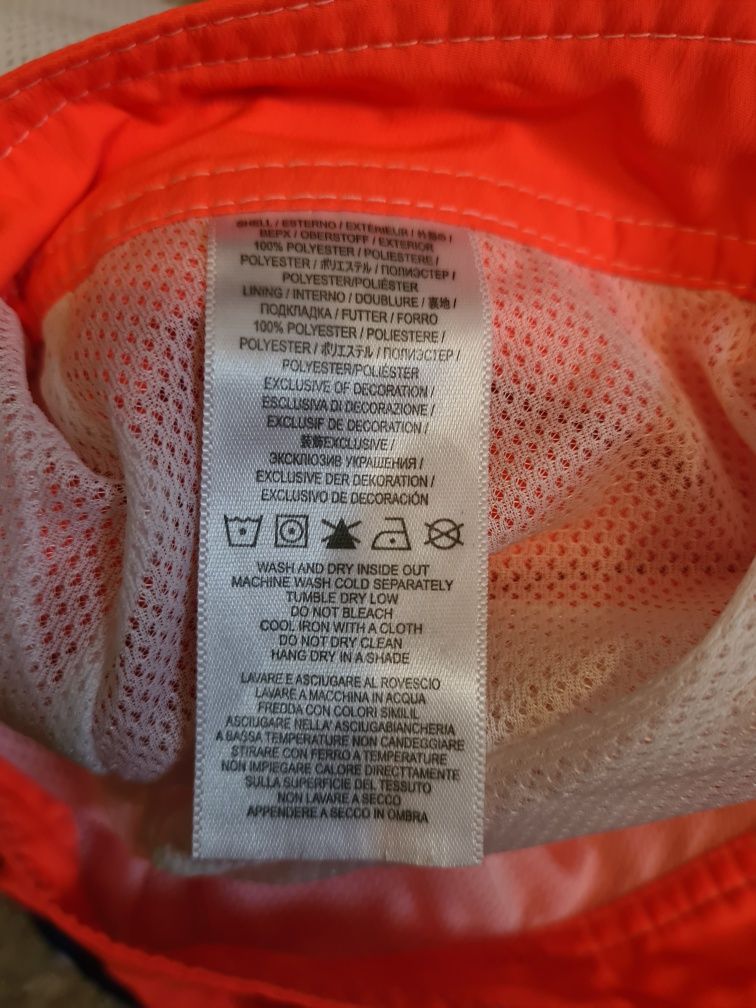 SHELL / ESTERNO / EXTÉRIEUR / 外部の /
ВЕРХ / OBERSTOFF / EXTERIOR
100% POLYESTER / POLIESTERE /
POLYESTER / ポリエステル / ПОЛИЭСТЕР /
POLYESTER/POLIÉSTER
LINING / INTERNO / DOUBLURE / 裏地 /
ПОДКЛАДКА / FUTTER / FORRO
100% POLYESTER / POLIESTERE /
POLYESTER / ポリエステル / ПОЛИЭСТЕР /
POLYESTER/POLIÉSTER
EXCLUSIVE OF DECORATION /
ESCLUSIVA DI DECORAZIONE /
EXCLUSIF DE DECORATION /
装飾EXCLUSIVE /
ЭКСКЛЮЗИВ УКРАШЕНИЯ /
EXCLUSIVE DER DEKORATION /
EXCLUSIVO DE DECORACIÓN
WASH AND DRY INSIDE OUT
MACHINE WASH COLD SEPARATELY
TUMBLE DRY LOW
DO NOT BLEACH
COOL IRON WITH A CLOTH
DO NOT DRY CLEAN
HANG DRY IN A SHADE
LAVARE E ASCIUGARE AL ROVESCIO
LAVARE A MACCHINA IN ACQUA
FREDDA CON COLORI SIMILIL
ASCIUGARE NELLA' ASCIUGABIANCHERIA
A BASSA TEMPERATURE NON CANDEGGIARE
STIRARE CON FERRO A TEMPERATURE
NON IMPIEGARE CALORE DIRECTTAMENTE
SULLA SUPERFICIE DEL TESSUTO
NON LAVARE A SECCO
APPENDERE A SECCO IN OMBRA